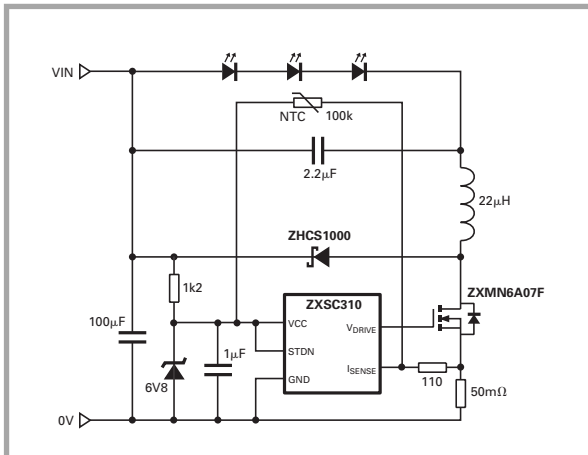 VIN
NTC
100k
2.2µF
22µH
ZHCS1000
ZXMN6A07F
1k2
ZXSC310
100µF
VCC
VDRIVE
1µF
STDN
GND
ISENSE
110
6V8
50mΩ
0V